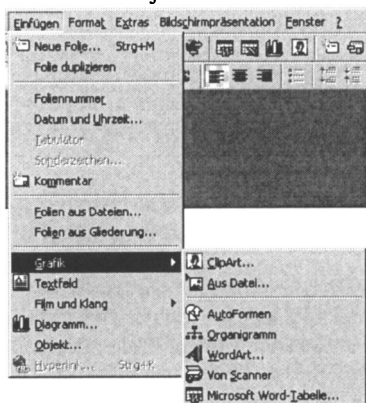 Einfügen Format Extras Bildschirmpräsentation Fenster ?
Neue Folie... Strg+M
Folie duplizieren
Foliennummer
Datum und Uhrzeit...
Tabulator
Sonderzeichen...
Kommentar
Folien aus Dateien...
Folien aus Gliederung...
Grafik
Textfeld
Film und Klang
Diagramm...
Objekt...
Hyperlink... Strg+K
ClipArt...
Aus Datei...
AutoFormen
Organigramm
WordArt...
Von Scanner
Microsoft Word-Tabelle...